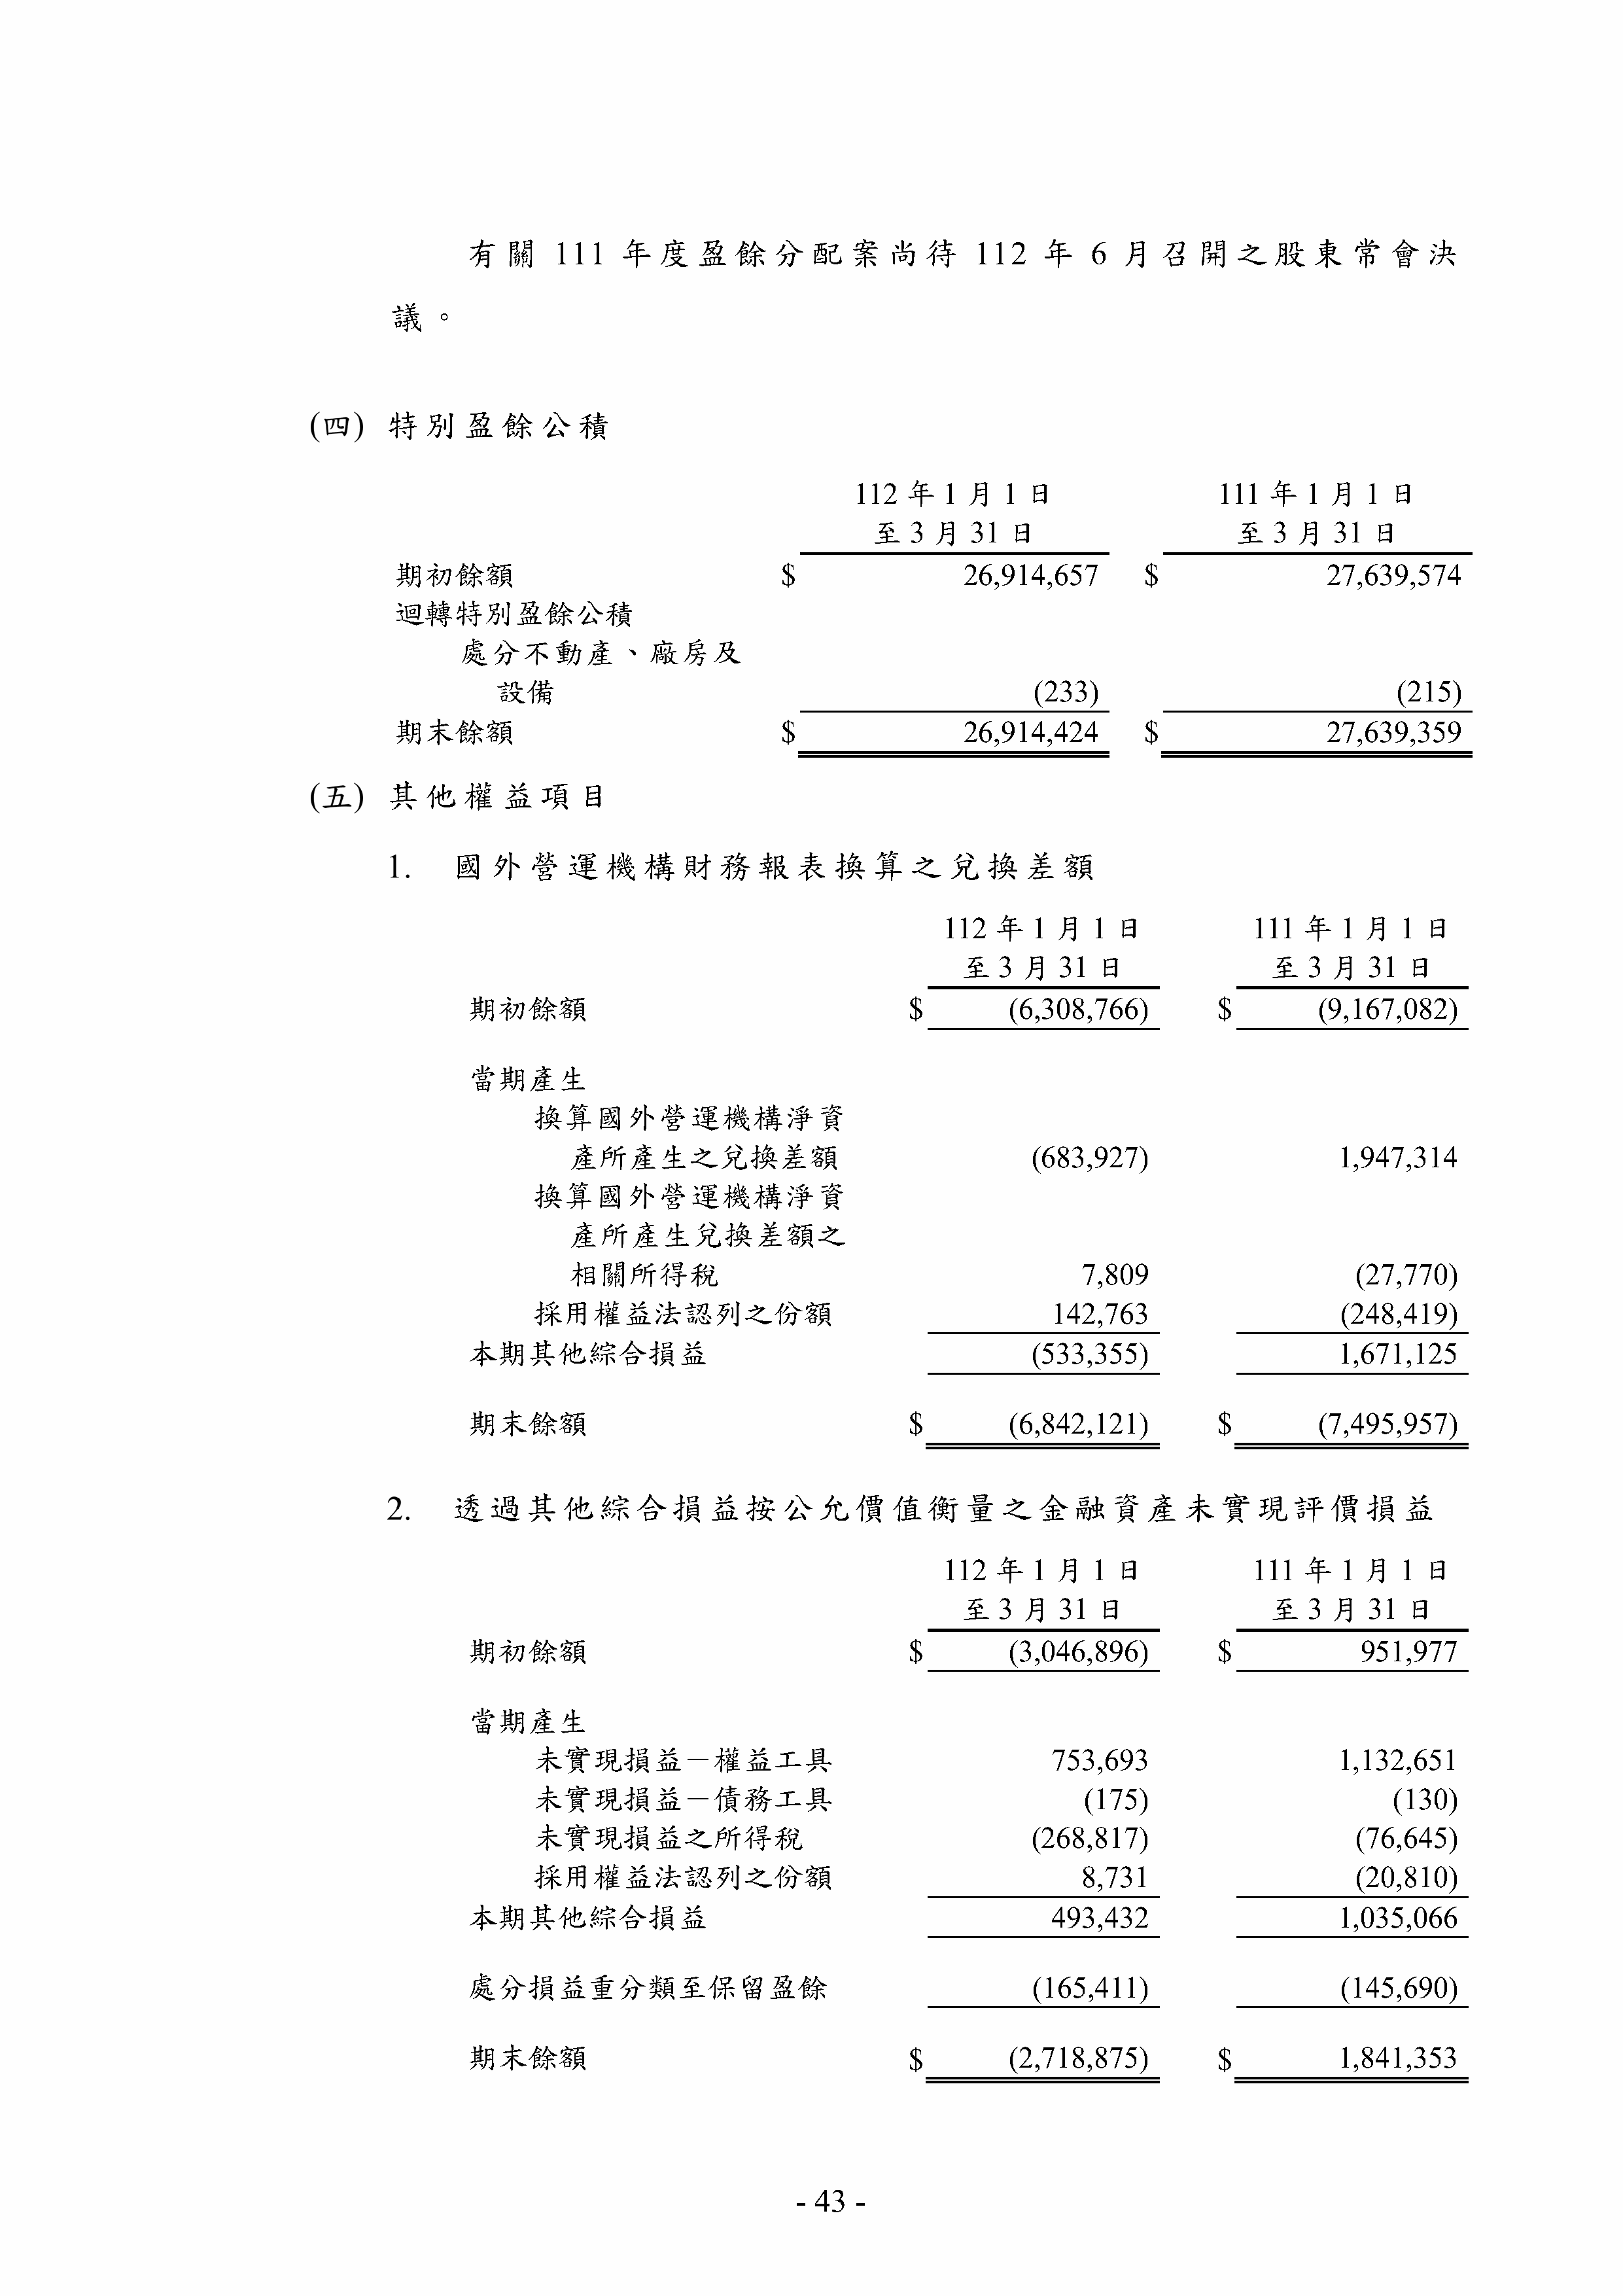 有關 111 年度盈餘分配案尚待 112 年 6 月召開之股東常會決
議。
(四) 特別盈餘公積
112 年 1 月 1 日 111 年 1 月 1 日
至 3 月 31 日 至 3 月 31 日
期初餘額 $ 26,914,657 $ 27,639,574
迴轉特別盈餘公積
處分不動產、廠房及
設備 (233) (215)
期末餘額 $ 26,914,424 $ 27,639,359
(五) 其他權益項目
1. 國外營運機構財務報表換算之兌換差額
112 年 1 月 1 日 111 年 1 月 1 日
至 3 月 31 日 至 3 月 31 日
期初餘額 $ (6,308,766) $ (9,167,082)
當期產生
換算國外營運機構淨資
產所產生之兌換差額 (683,927) 1,947,314
換算國外營運機構淨資
產所產生兌換差額之
相關所得稅 7,809 (27,770)
採用權益法認列之份額 142,763 (248,419)
本期其他綜合損益 (533,355) 1,671,125
期末餘額 $ (6,842,121) $ (7,495,957)
2. 透過其他綜合損益按公允價值衡量之金融資產未實現評價損益
112 年 1 月 1 日 111 年 1 月 1 日
至 3 月 31 日 至 3 月 31 日
期初餘額 $ (3,046,896) $ 951,977
當期產生
未實現損益－權益工具 753,693 1,132,651
未實現損益－債務工具 (175) (130)
未實現損益之所得稅 (268,817) (76,645)
採用權益法認列之份額 8,731 (20,810)
本期其他綜合損益 493,432 1,035,066
處分損益重分類至保留盈餘 (165,411) (145,690)
期末餘額 $ (2,718,875) $ 1,841,353
- 43 -